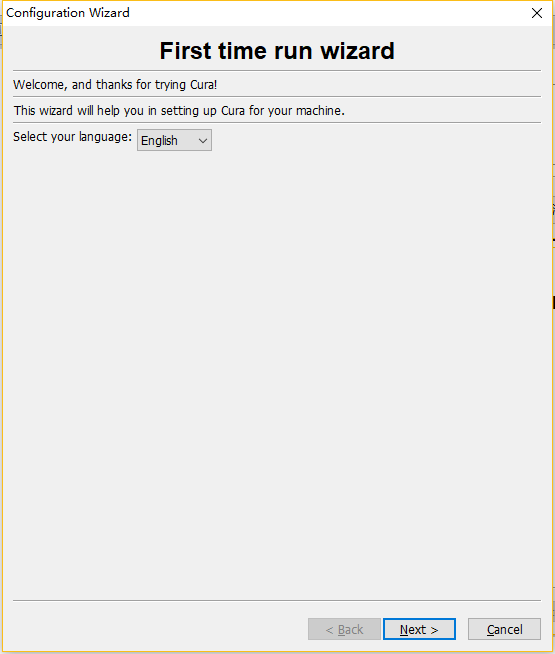 Configuration Wizard
First time run wizard
Welcome, and thanks for trying Cura!
This wizard will help you in setting up Cura for your machine.
Select your language: English
< Back Next > Cancel